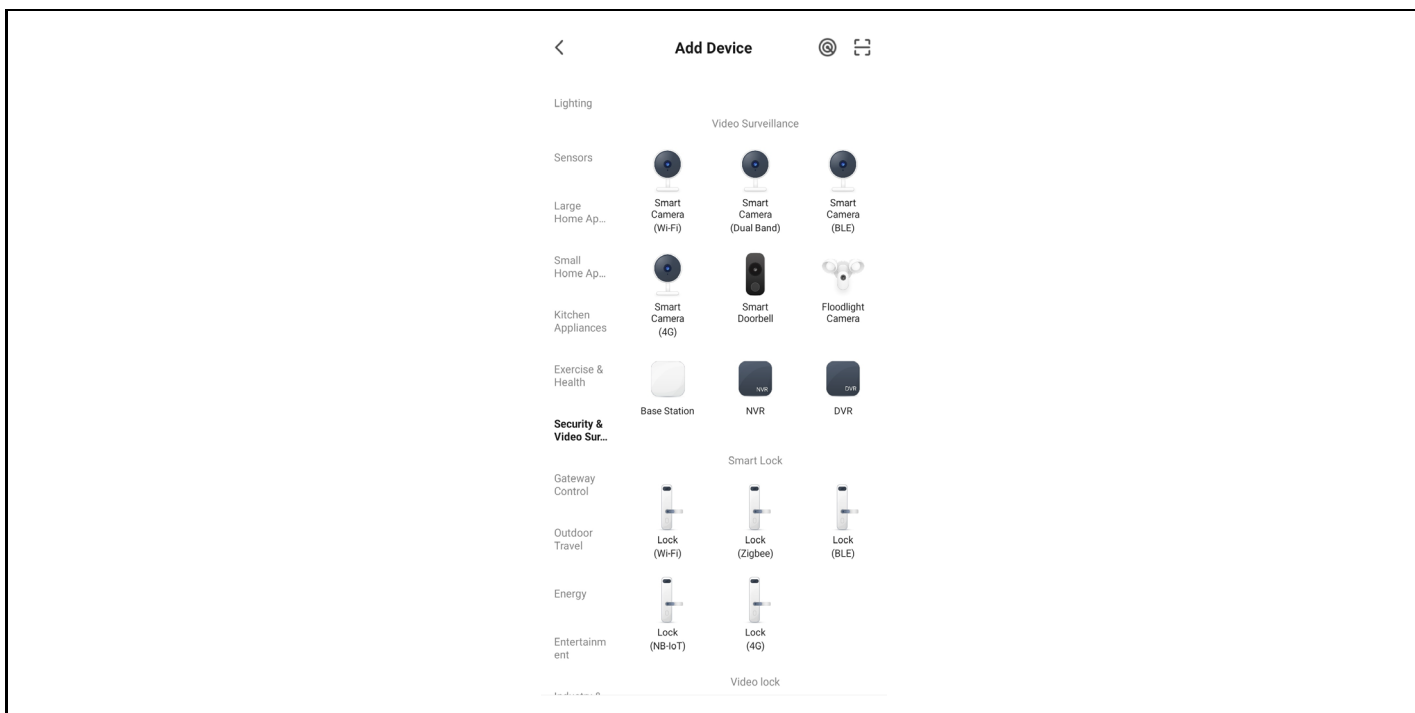 Add Device
Lighting
Sensors
Large
Home Ap...
Small
Home Ap...
Kitchen
Appliances
Exercise &
Health
Security &
Video Sur...
Gateway
Control
Outdoor
Travel
Energy
Entertainm
ent
Video Surveillance
Smart
Camera
(Wi-Fi)
Smart
Camera
(Dual Band)
Smart
Camera
(BLE)
Smart
Camera
(4G)
Smart
Doorbell
Floodlight
Camera
Base Station
NVR
NVR
DVR
DVR
Smart Lock
Lock
(Wi-Fi)
Lock
(Zigbee)
Lock
(BLE)
Lock
(NB-IoT)
Lock
(4G)
Video lock